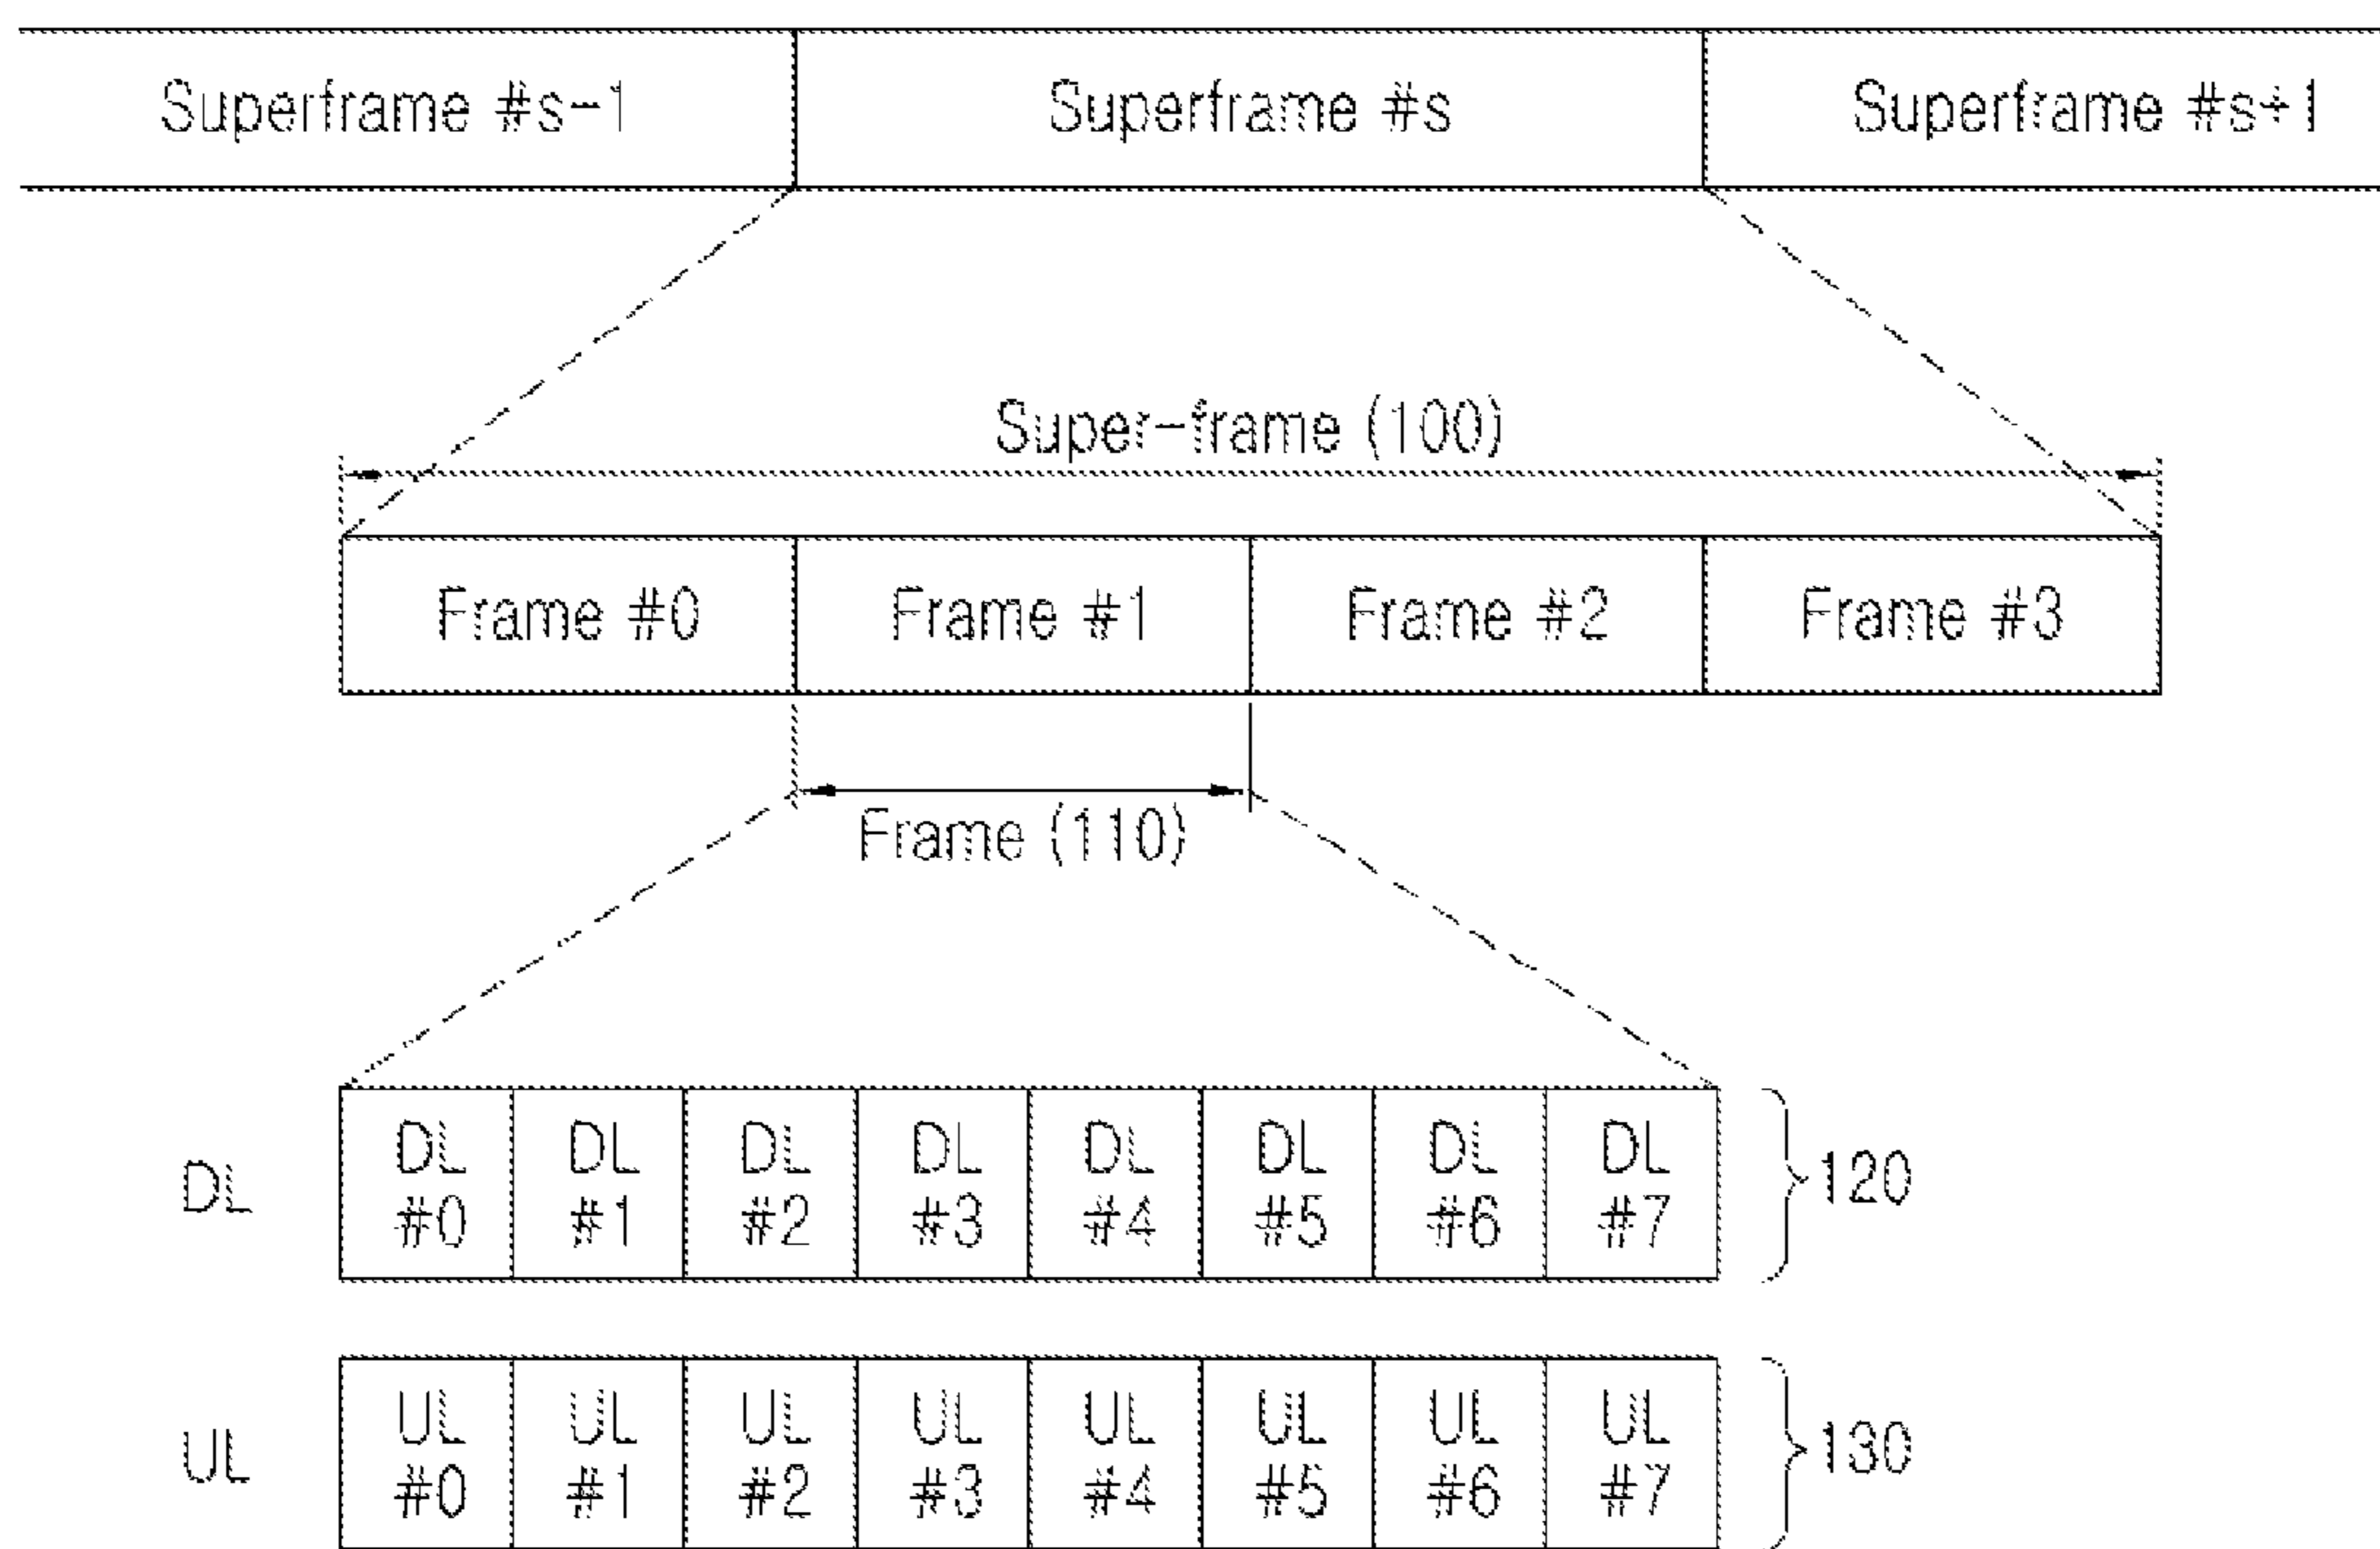 Superframe #s-1 Superframe #s Superframe #s+1
Super-frame (100)
Frame #0 Frame #1 Frame #2 Frame #3
Frame (110)
DL DL DL DL DL DL DL DL
DL 120
#0 #1 #2 #3 #4 #5 #6 #7
UL UL UL UL UL UL UL UL
UL 130
#0 #1 #2 #3 #4 #5 #6 #7